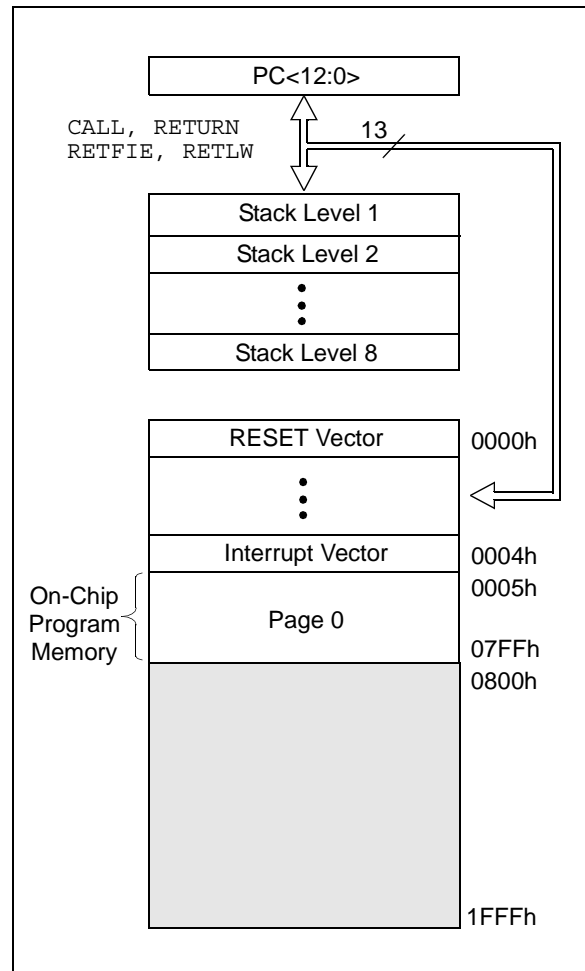 PC<12:0>
CALL, RETURN
RETFIE, RETLW
13
Stack Level 1
Stack Level 2
Stack Level 8
RESET Vector
0000h
Interrupt Vector
0004h
0005h
On-Chip
Program
Memory
Page 0
07FFh
0800h
1FFFh